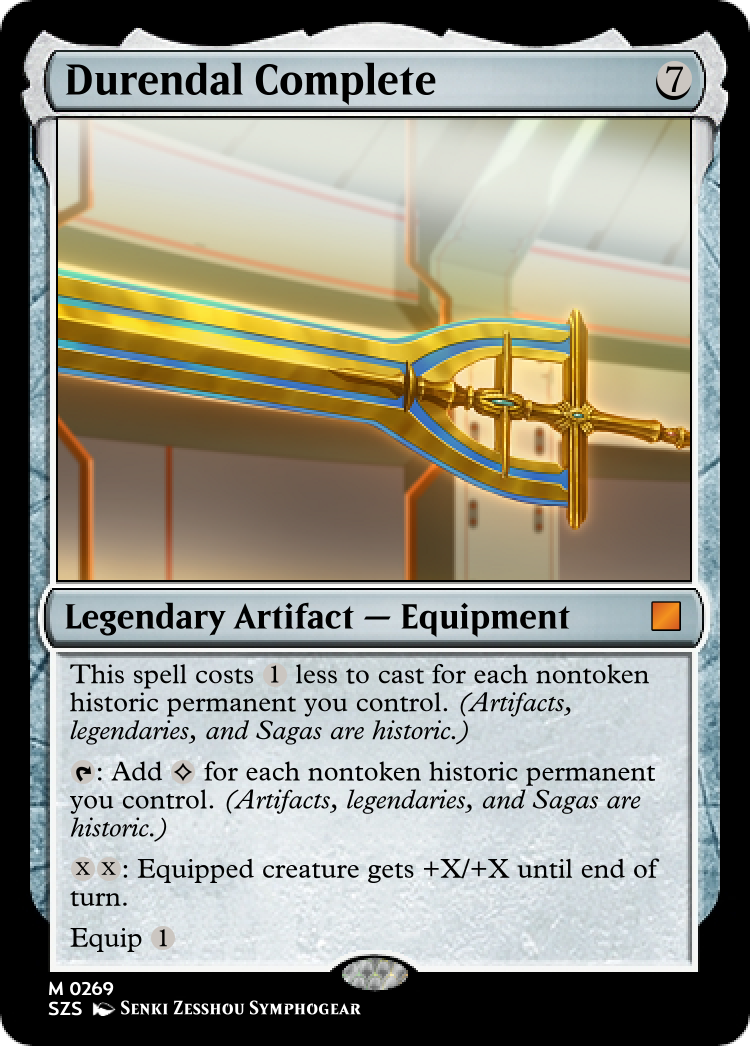 Durendal Complete 7
Legendary Artifact — Equipment
This spell costs 1 less to cast for each nontoken
historic permanent you control. (Artifacts,
legendaries, and Sagas are historic.)
: Add for each nontoken historic permanent
you control. (Artifacts, legendaries, and Sagas are
historic.)
X X: Equipped creature gets +X/+X until end of
turn.
Equip 1
M 0269
SZS Senki Zesshou Symphogear